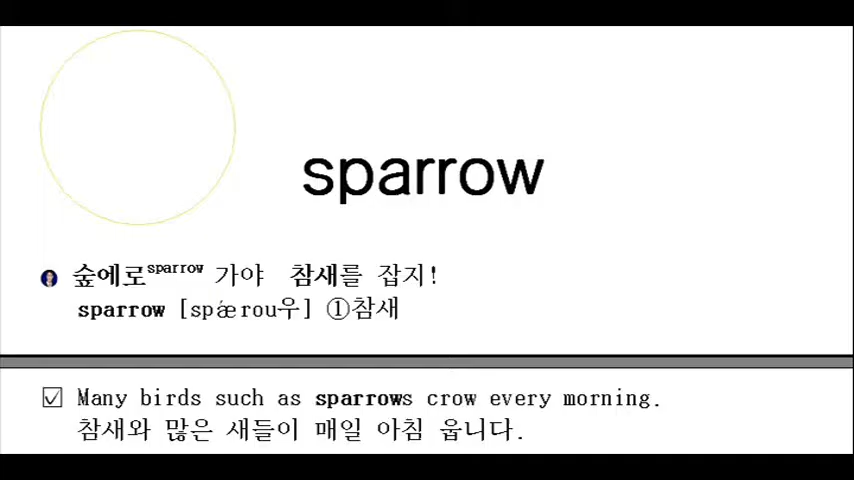 sparrow
숲에로sparrow 가야 참새를 잡지!
sparrow [spǽrou우] ①참새
☑ Many birds such as sparrows crow every morning.
참새와 많은 새들이 매일 아침 웁니다.